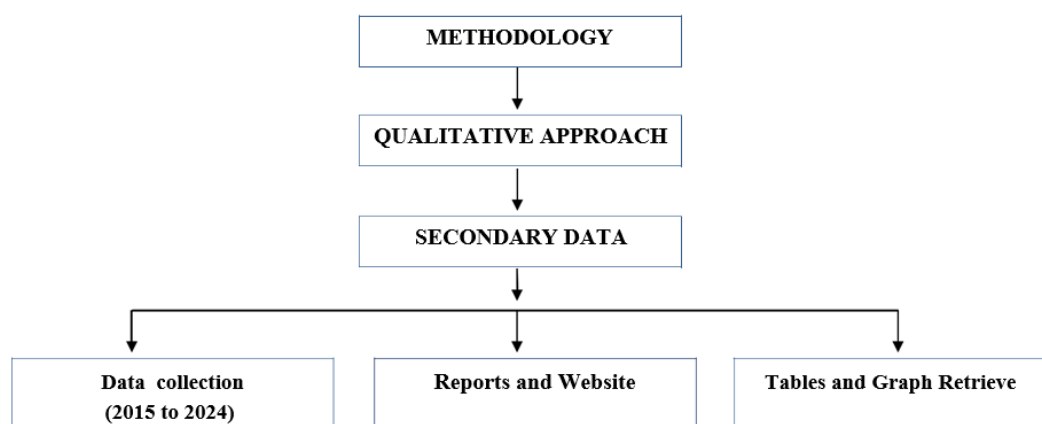 METHODOLOGY
QUALITATIVE APPROACH
SECONDARY DATA
Data collection
(2015 to 2024)
Reports and Website
Tables and Graph Retrieve